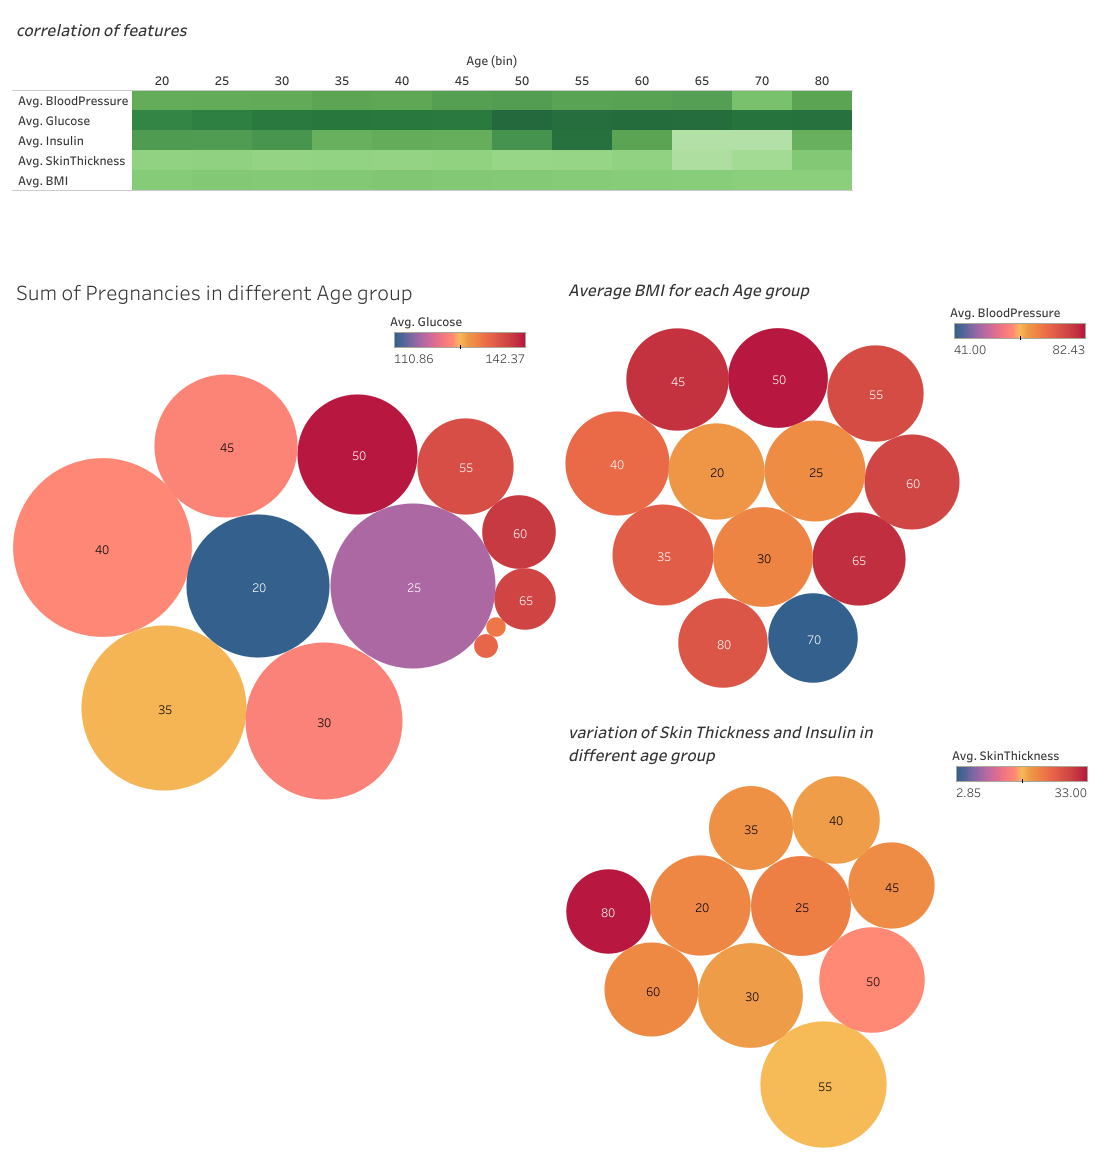 correlation of features
Age (bin)
20 25 30 35 40 45 50 55 60 65 70 80
Avg. BloodPressure
Avg. Glucose
Avg. Insulin
Avg. SkinThickness
Avg. BMI
Sum of Pregnancies in different Age group
Avg. Glucose
110.86 142.37
45
50
55
40
60
20
25
65
35
30
Average BMI for each Age group
Avg. BloodPressure
41.00 82.43
45
50
55
40
20
25
60
35
30
65
80
70
variation of Skin Thickness and Insulin in
different age group
Avg. SkinThickness
2.85 33.00
35
40
45
80
20
25
60
30
50
55